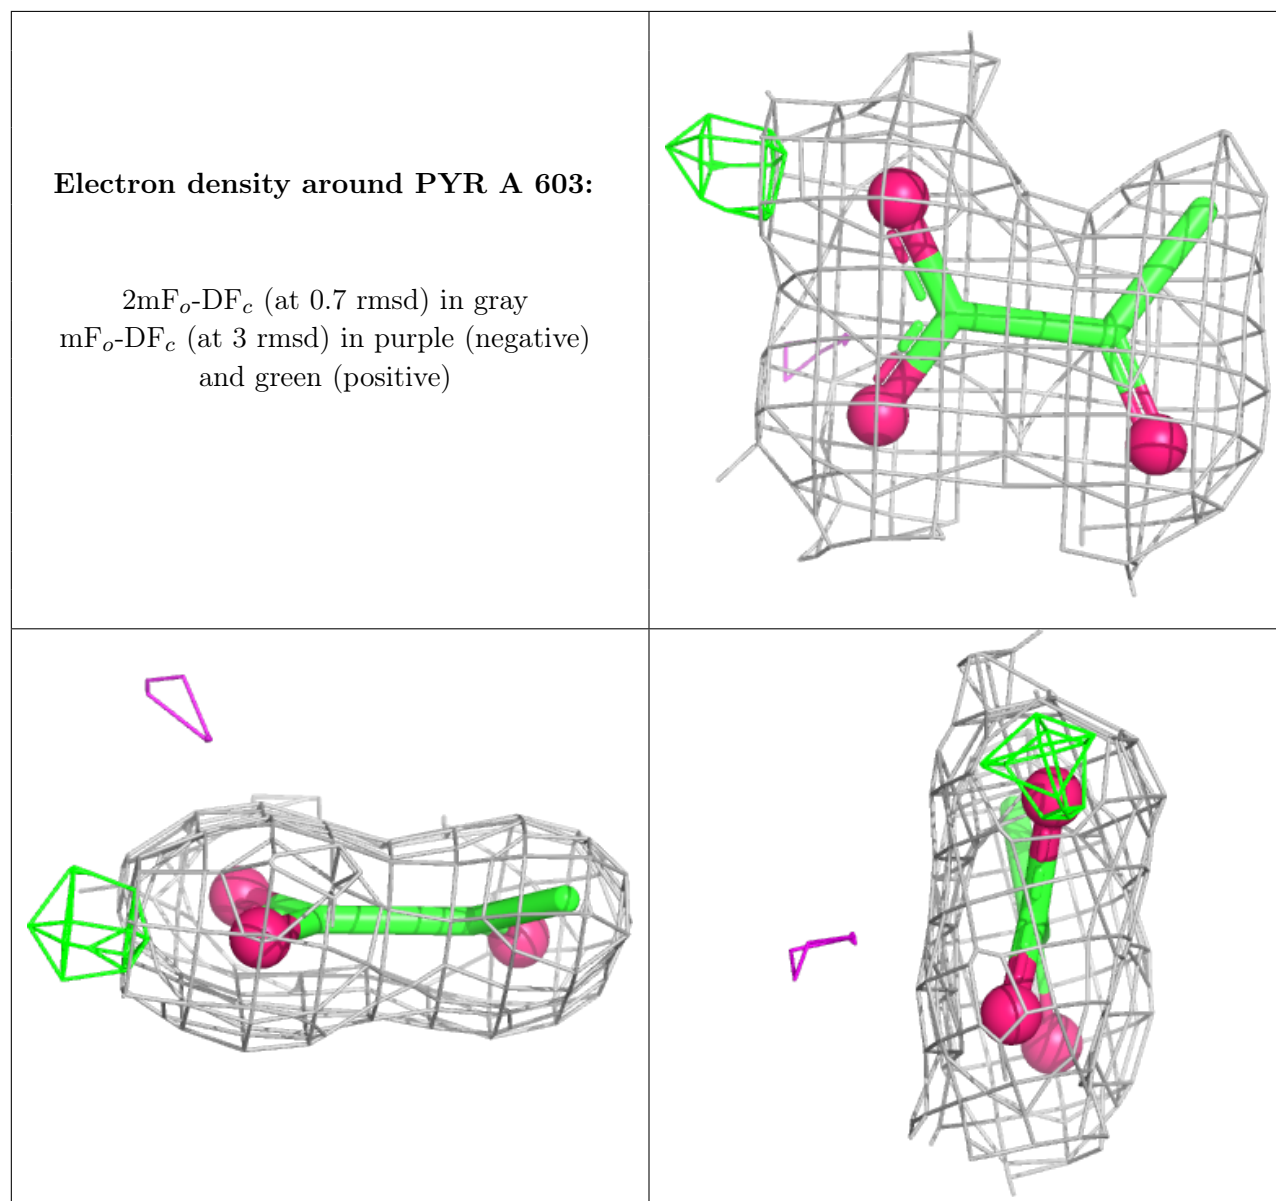 Electron density around PYR A 603:
2mFo-DFc (at 0.7 rmsd) in gray
mFo-DFc (at 3 rmsd) in purple (negative)
and green (positive)